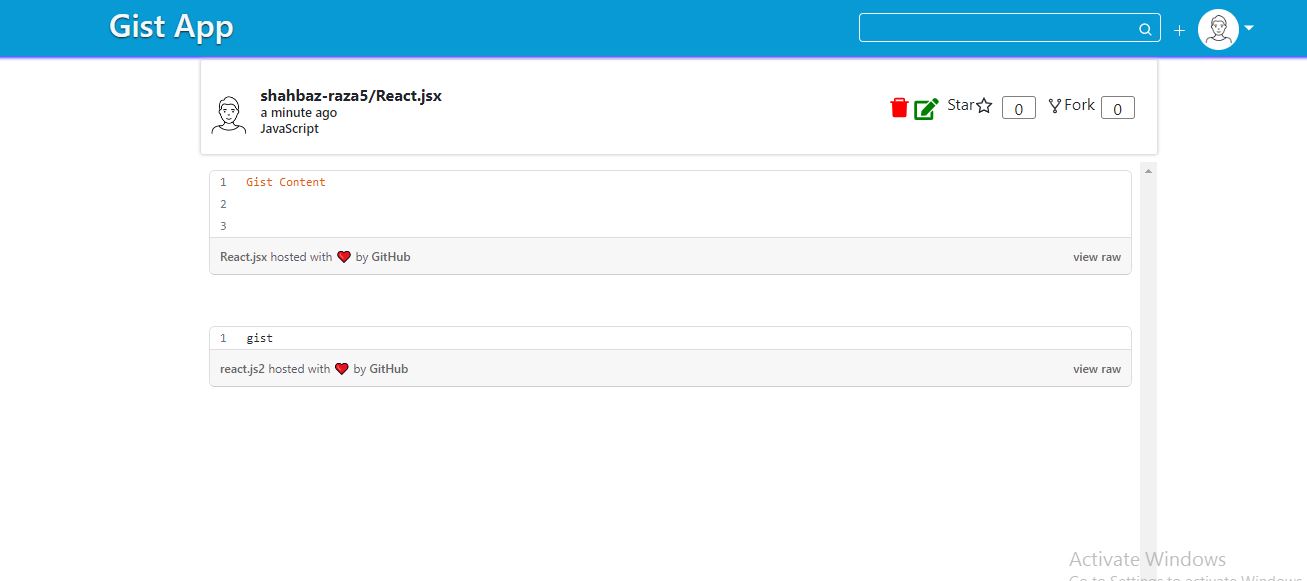 Gist App
shahbaz-raza5/React.jsx
a minute ago
JavaScript
Star 0 Fork 0
1 Gist Content
2
3
React.jsx hosted with ❤ by GitHub view raw
1 gist
react.js2 hosted with ❤ by GitHub view raw
Activate Windows
Go to Settings to activate Windows